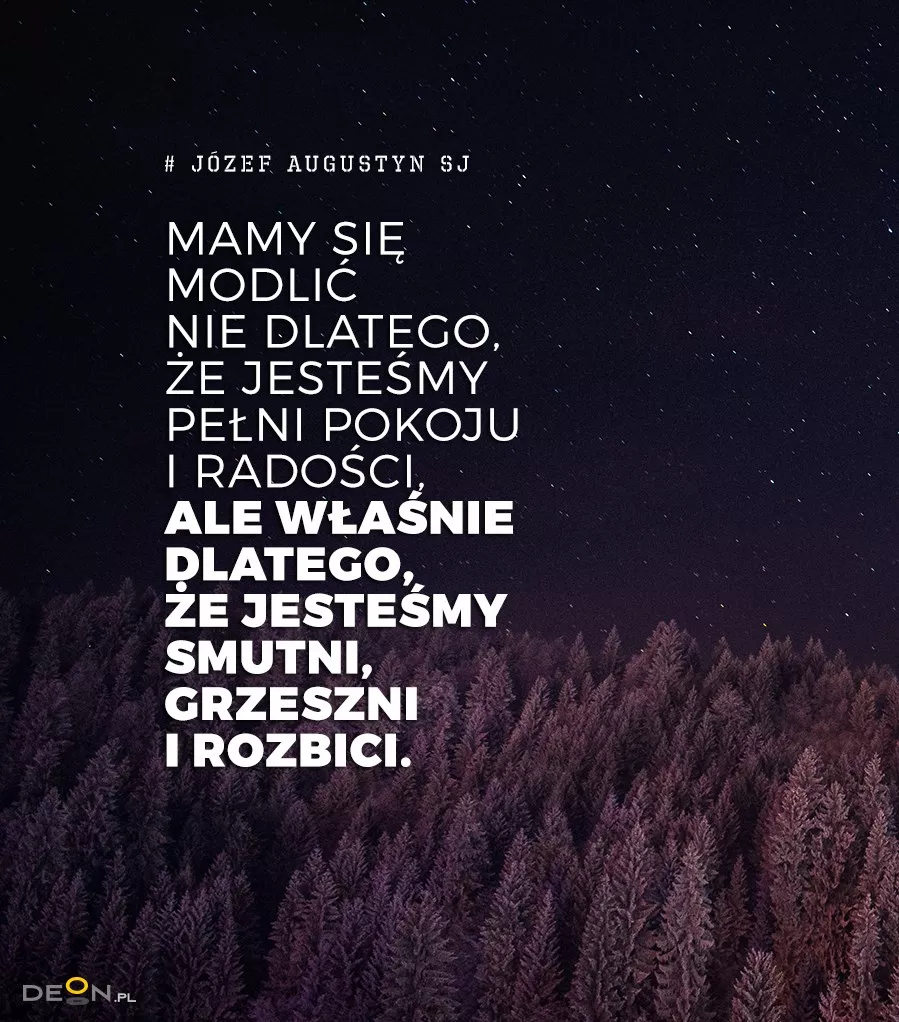 # JÓZEF AUGUSTYN SJ
MAMY SIĘ
MODLIĆ
NIE DLATEGO,
ŻE JESTEŚMY
PEŁNI POKOJU
I RADOŚCI,
ALE WŁAŚNIE
DLATEGO,
ŻE JESTEŚMY
SMUTNI,
GRZESZNI
I ROZBICI.
DEON.PL